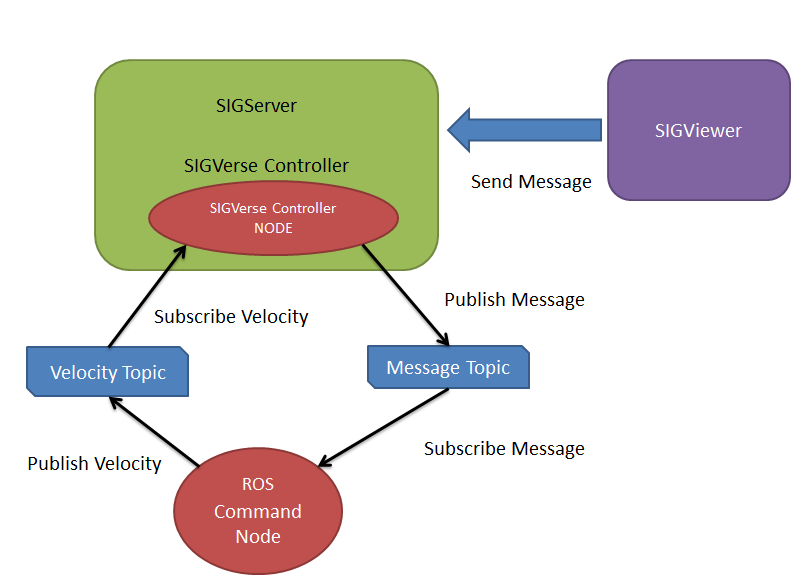 SIGServer
SIGViewer
SIGVerse Controller
Send Message
SIGVerse Controller
NODE
Publish Message
Subscribe Velocity
Velocity Topic
Message Topic
Publish Velocity
Subscribe Message
ROS
Command
Node